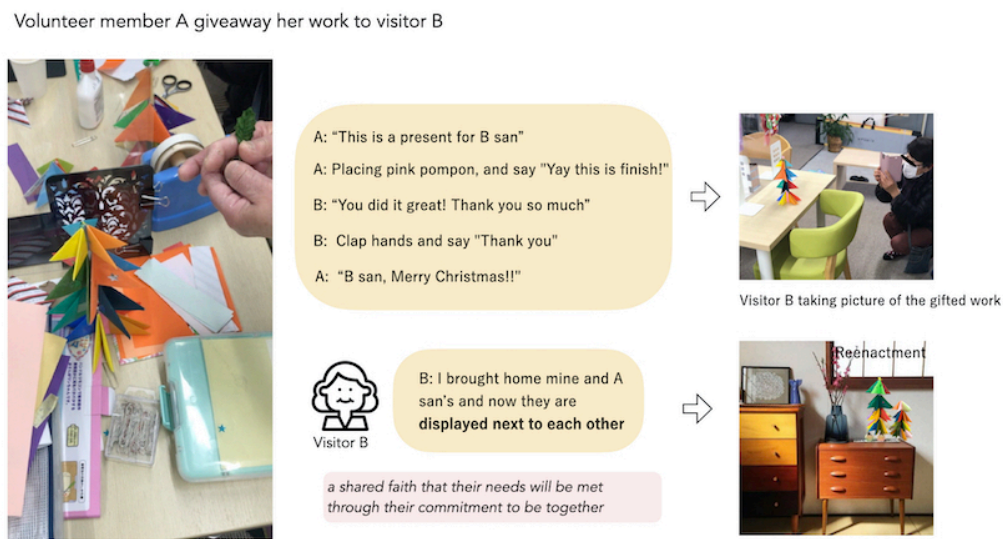 Volunteer member A giveaway her work to visitor B
A: “This is a present for B san”
A: Placing pink pompon, and say "Yay this is finish!"
B: “You did it great! Thank you so much”
B:  Clap hands and say "Thank you"
A:  “B san, Merry Christmas!!"
Visitor B taking picture of the gifted work
Reenactment
B: I brought home mine and A
san's and now they are
displayed next to each other
Visitor B
a shared faith that their needs will be met
through their commitment to be together